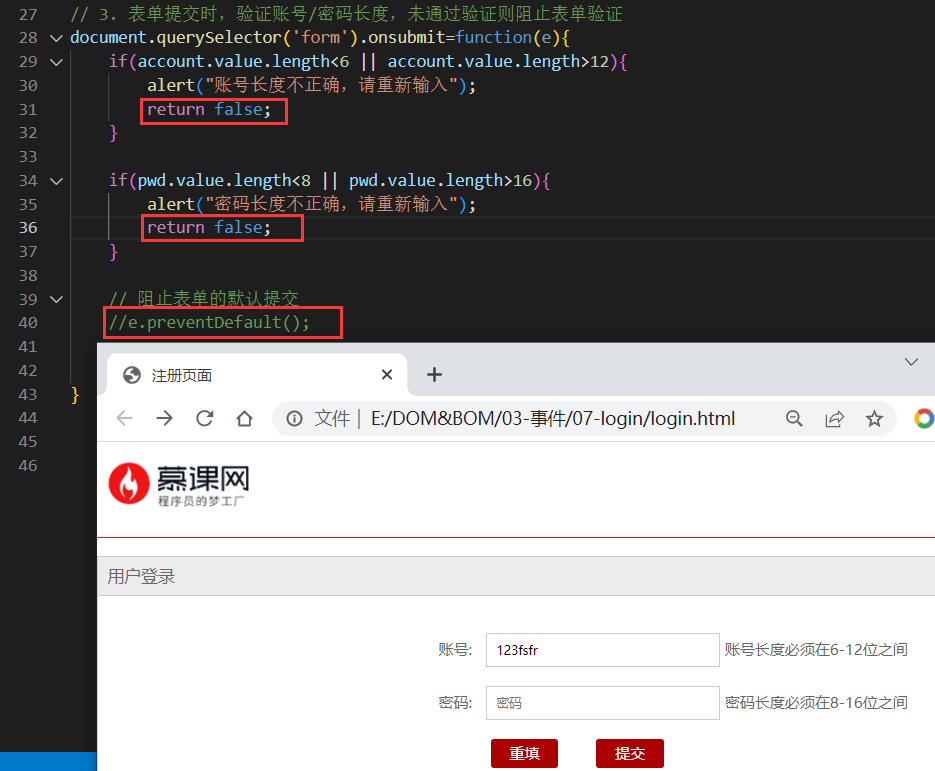 27 // 3. 表单提交时，验证账号/密码长度，未通过验证则阻止表单验证
28 document.querySelector('form').onsubmit=function(e){
29 if(account.value.length<6 || account.value.length>12){
30 alert("账号长度不正确，请重新输入");
31 return false;
32 }
33
34 if(pwd.value.length<8 || pwd.value.length>16){
35 alert("密码长度不正确，请重新输入");
36 return false;
37 }
38
39 // 阻止表单的默认提交
40 //e.preventDefault();
41
42
43 }
44
45
46
注册页面
文件 | E:/DOM&BOM/03-事件/07-login/login.html
慕课网
程序员的梦工厂
用户登录
账号: 123fsfr 账号长度必须在6-12位之间
密码: 密码 密码长度必须在8-16位之间
重填 提交